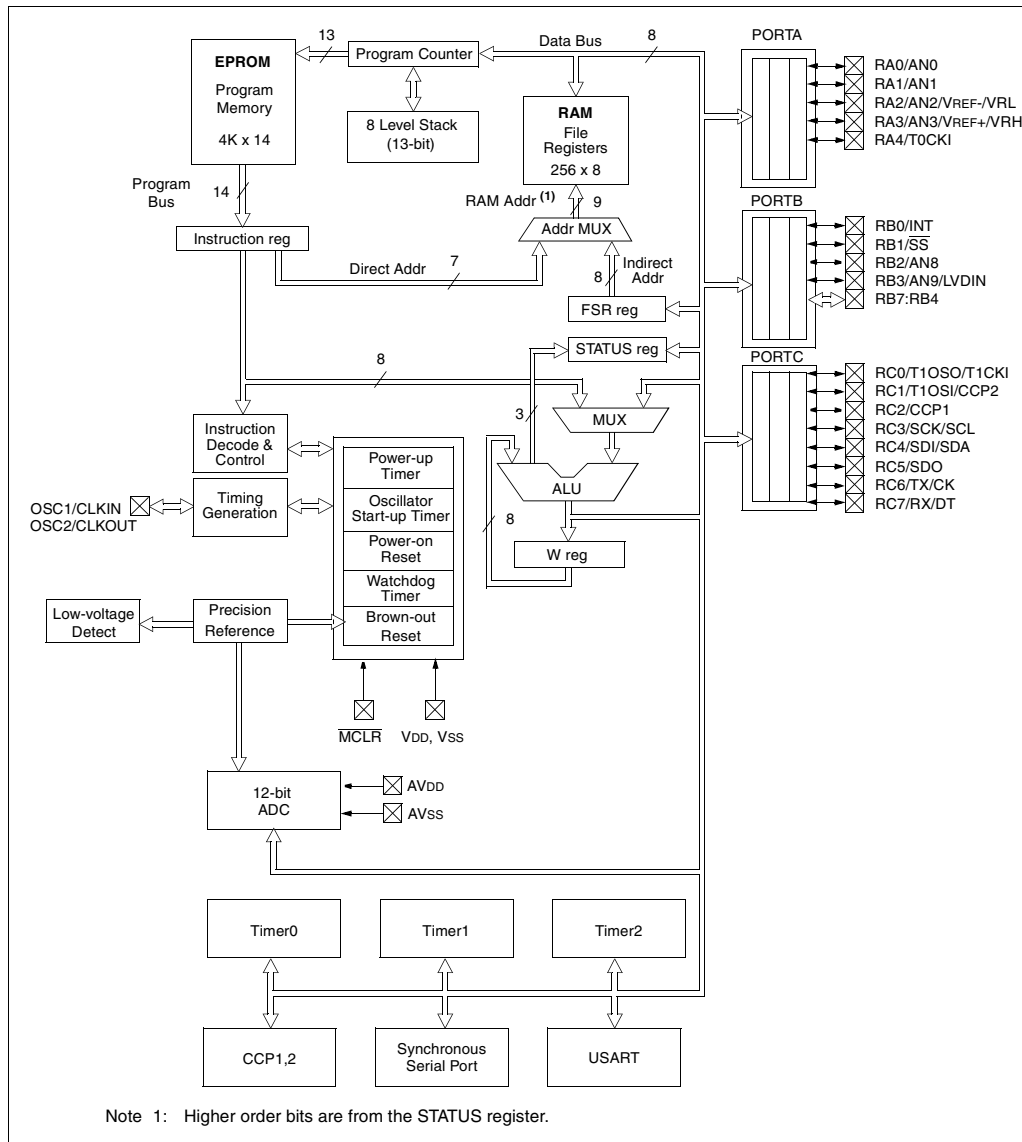 13
Program Counter
Data Bus
8
EPROM
Program
Memory
4K x 14
8 Level Stack
(13-bit)
RAM
File
Registers
256 x 8
Program
Bus
14
RAM Addr (1)
9
Instruction reg
Addr MUX
Direct Addr
7
8
Indirect
Addr
FSR reg
STATUS reg
8
3
MUX
Instruction
Decode &
Control
Timing
Generation
OSC1/CLKIN
OSC2/CLKOUT
Power-up
Timer
Oscillator
Start-up Timer
Power-on
Reset
Watchdog
Timer
Brown-out
Reset
ALU
8
W reg
Low-voltage
Detect
Precision
Reference
MCLR
VDD, VSS
12-bit
ADC
AVDD
AVSS
PORTA
RA0/AN0
RA1/AN1
RA2/AN2/VREF-/VRL
RA3/AN3/VREF+/VRH
RA4/T0CKI
PORTB
RB0/INT
RB1/SS
RB2/AN8
RB3/AN9/LVDIN
RB7:RB4
PORTC
RC0/T1OSO/T1CKI
RC1/T1OSI/CCP2
RC2/CCP1
RC3/SCK/SCL
RC4/SDI/SDA
RC5/SDO
RC6/TX/CK
RC7/RX/DT
Timer0
Timer1
Timer2
CCP1,2
Synchronous
Serial Port
USART
Note 1: Higher order bits are from the STATUS register.